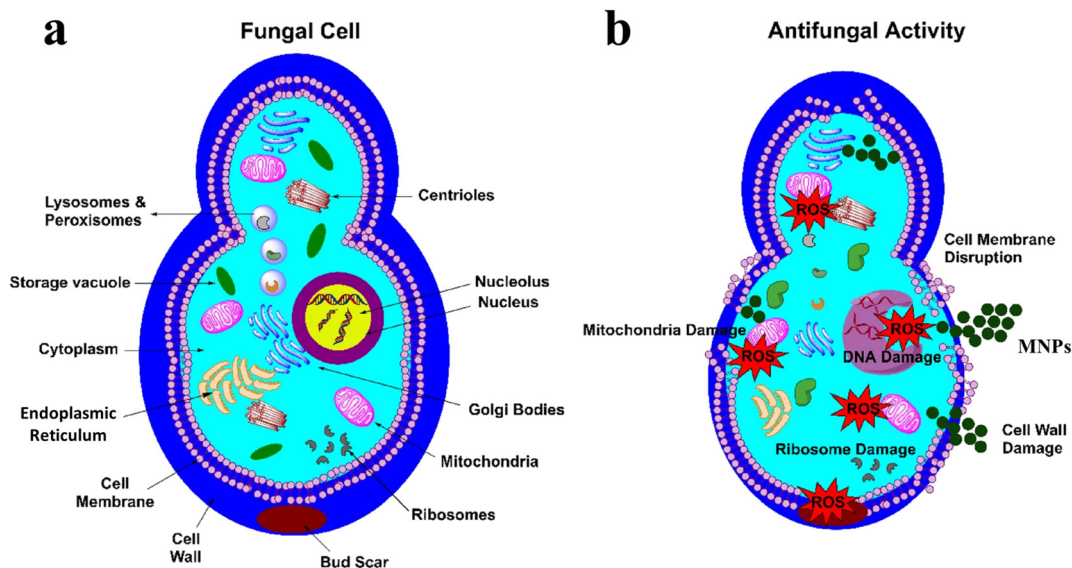 a
Fungal Cell
Lysosomes &
Peroxisomes
Centrioles
Storage vacuole
Nucleolus
Nucleus
Cytoplasm
Endoplasmic
Reticulum
Golgi Bodies
Mitochondria
Cell
Membrane
Ribosomes
Cell
Wall
Bud Scar
b
Antifungal Activity
ROS
Cell Membrane
Disruption
Mitochondria Damage
ROS
ROS
DNA Damage
MNPs
ROS
Cell Wall
Damage
Ribosome Damage
ROS